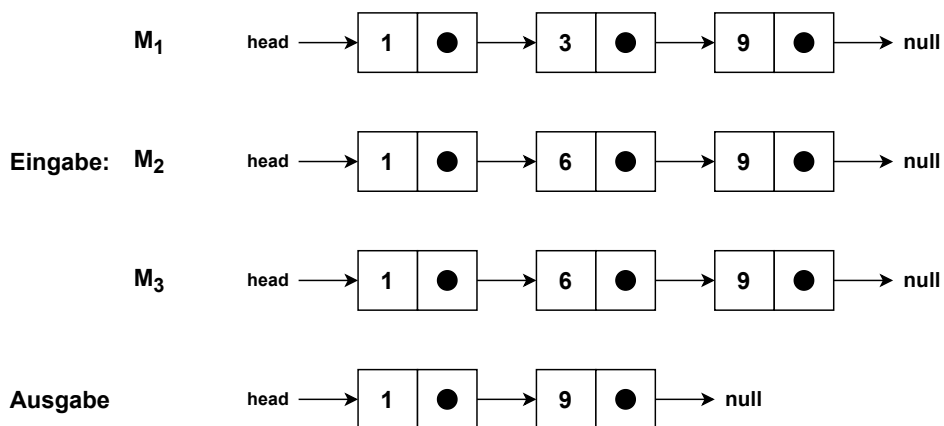 M1 head 1 3 9 null
Eingabe: M2 head 1 6 9 null
M3 head 1 6 9 null
Ausgabe head 1 9 null